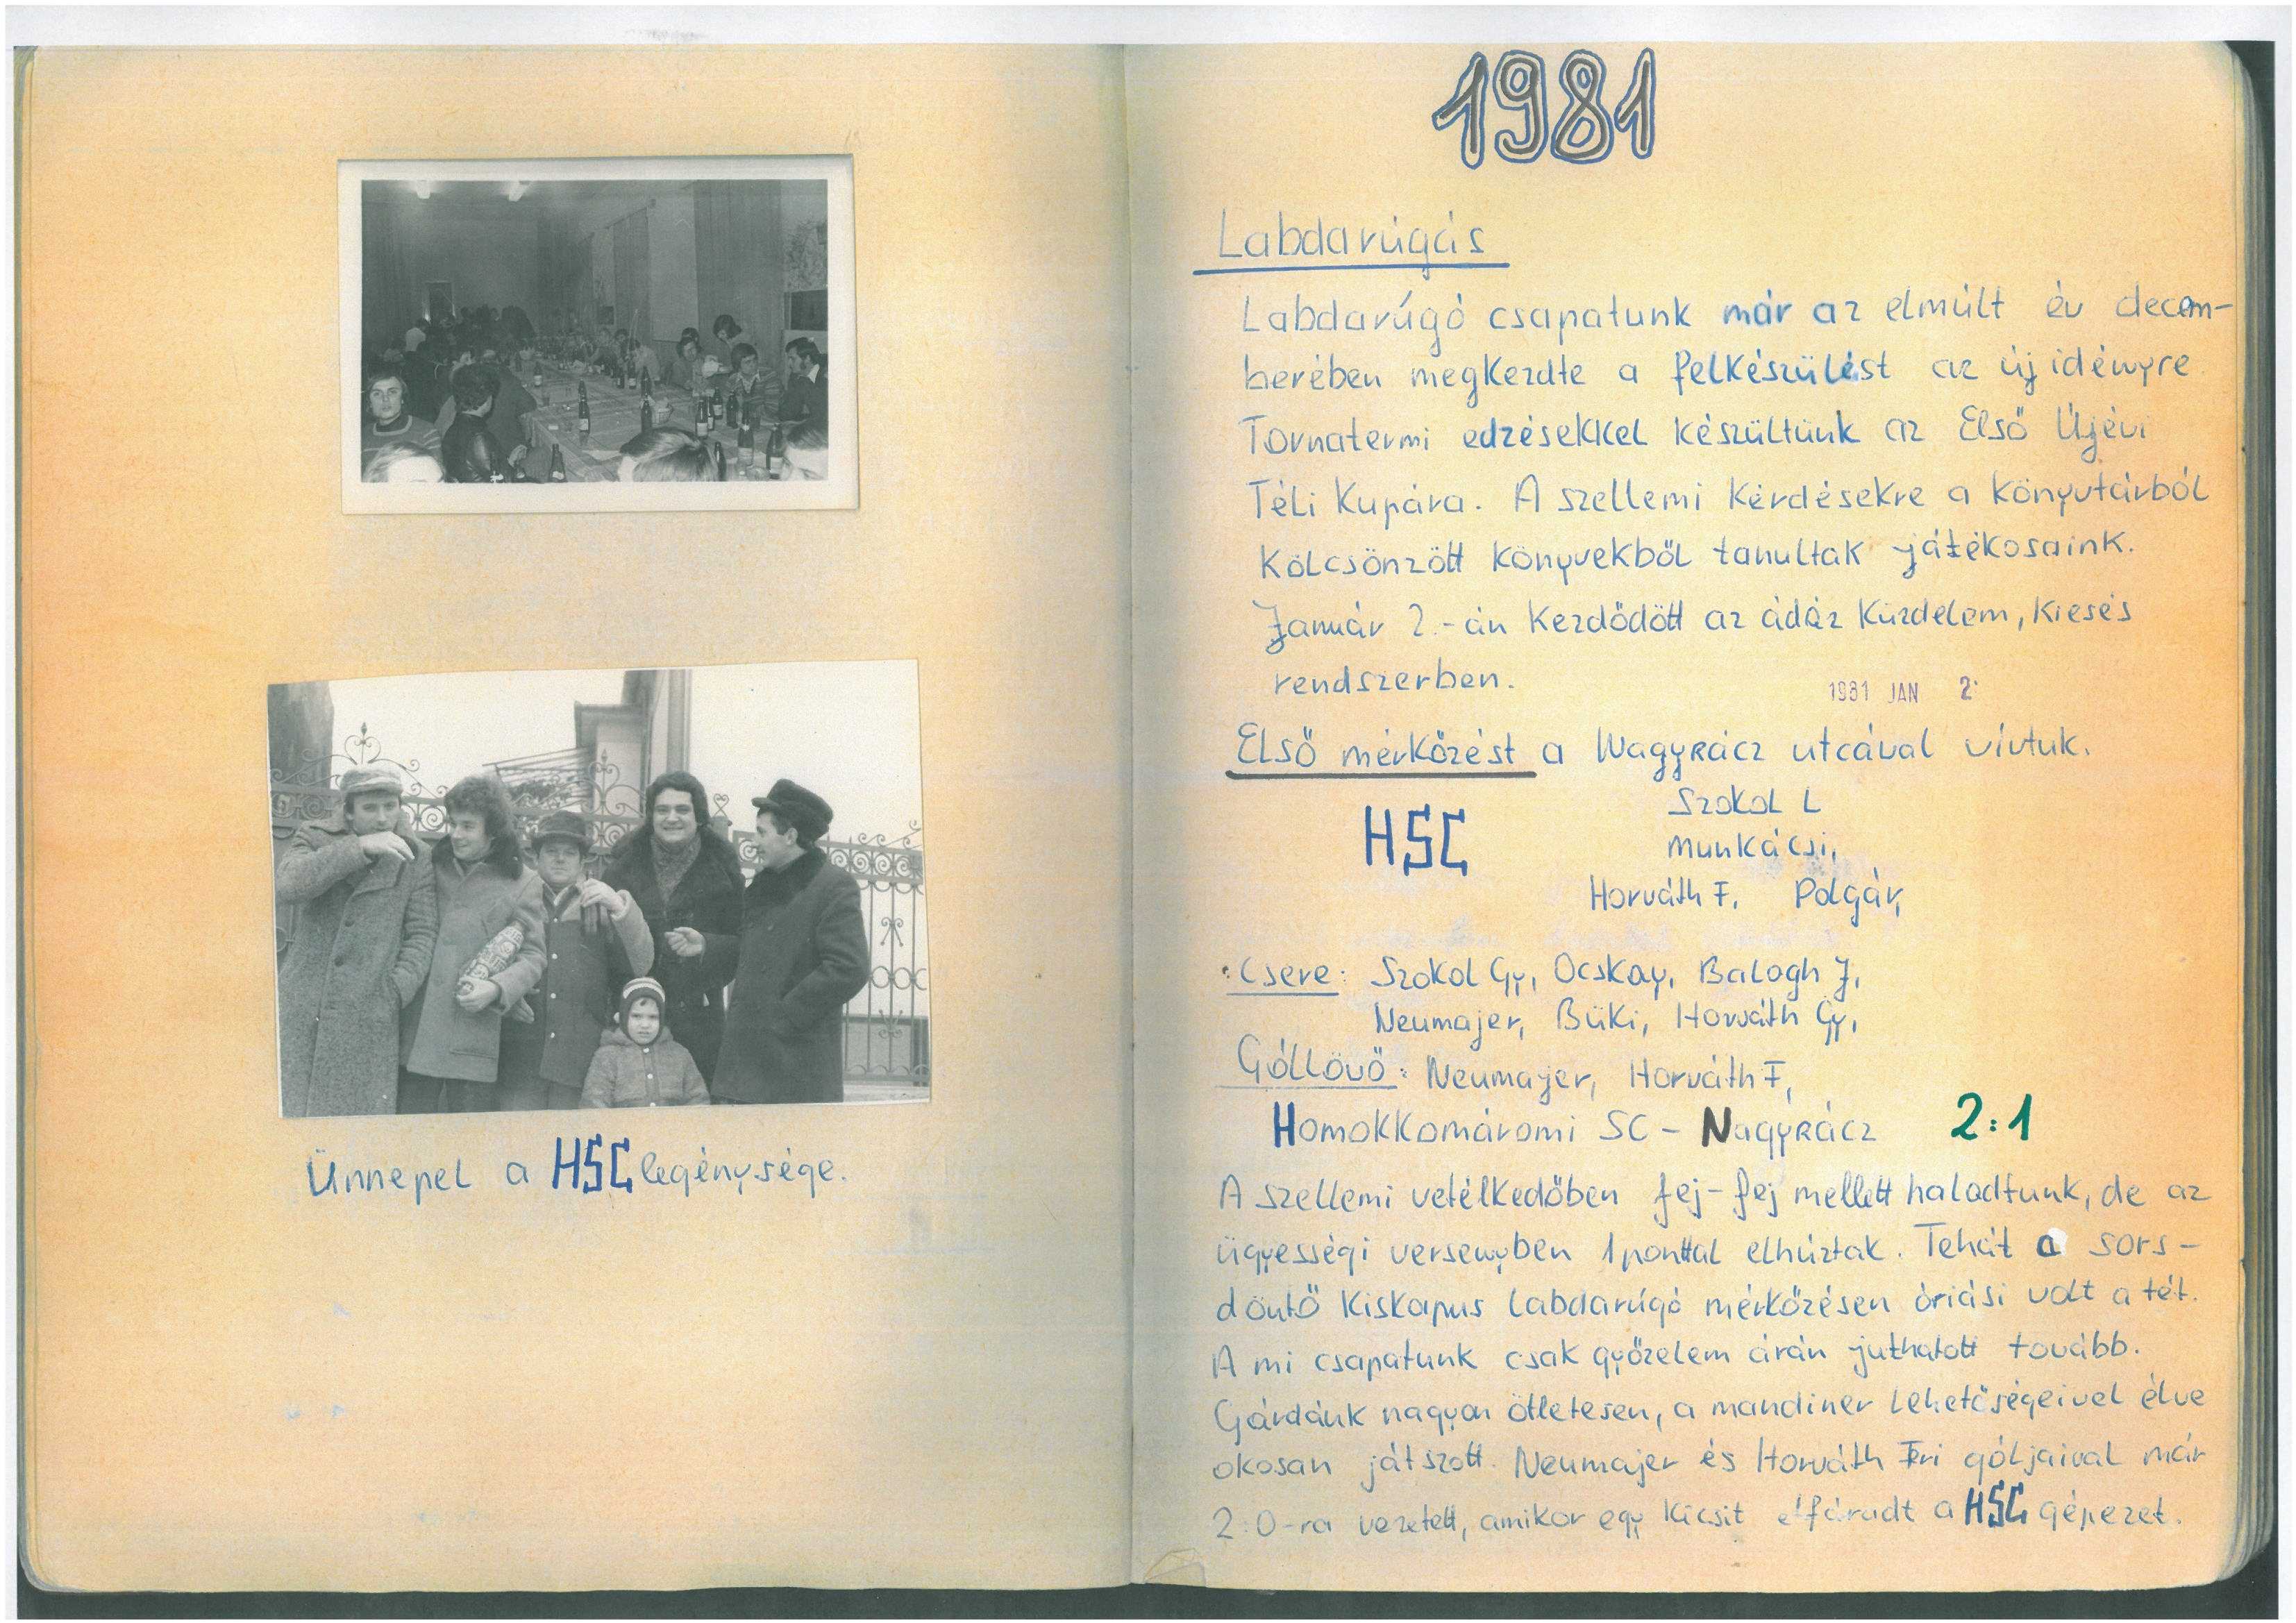 Ünnepel a HSC legénysége.
1981
Labdarúgás
Labdarúgó csapatunk már az elmúlt év decem-
berében megkezdte a felkészülést az új idényre
Tornatermi edzésekkel készültünk az Első Újévi
Téli Kupára. A szellemi kérdésekre a könyvtárból
kölcsönzött könyvekből tanultak játékosaink.
Január 2.-án kezdődött az ádáz küzdelem, kiesés
rendszerben.
1981 JAN 2
Első mérkőzést a Nagyrácz utcával vívtuk.
HSC
Szokol L
Munkácsi,
Horváth F, Polgár,
Csere: Szokol Gy, Ocskay, Balogh J,
Neumajer, Büki, Horváth Gy,
Góllövő: Neumajer, Horváth F,
Homokkomáromi SC - Nagyrácz 2:1
A szellemi vetélkedőben fej-fej mellett haladtunk, de az
ügyességi versenyben 1 ponttal elhúztak. Tehát a sors-
döntő kiskapus labdarúgó mérkőzésen óriási volt a tét.
A mi csapatunk csak győzelem árán juthatott tovább.
Gárdánk nagyon ötletesen, a mandiner lehetőségeivel élve
okosan játszott. Neumajer és Horváth Feri góljaival már
2:0-ra vezetett, amikor egy kicsit elfáradt a HSC gépezet.